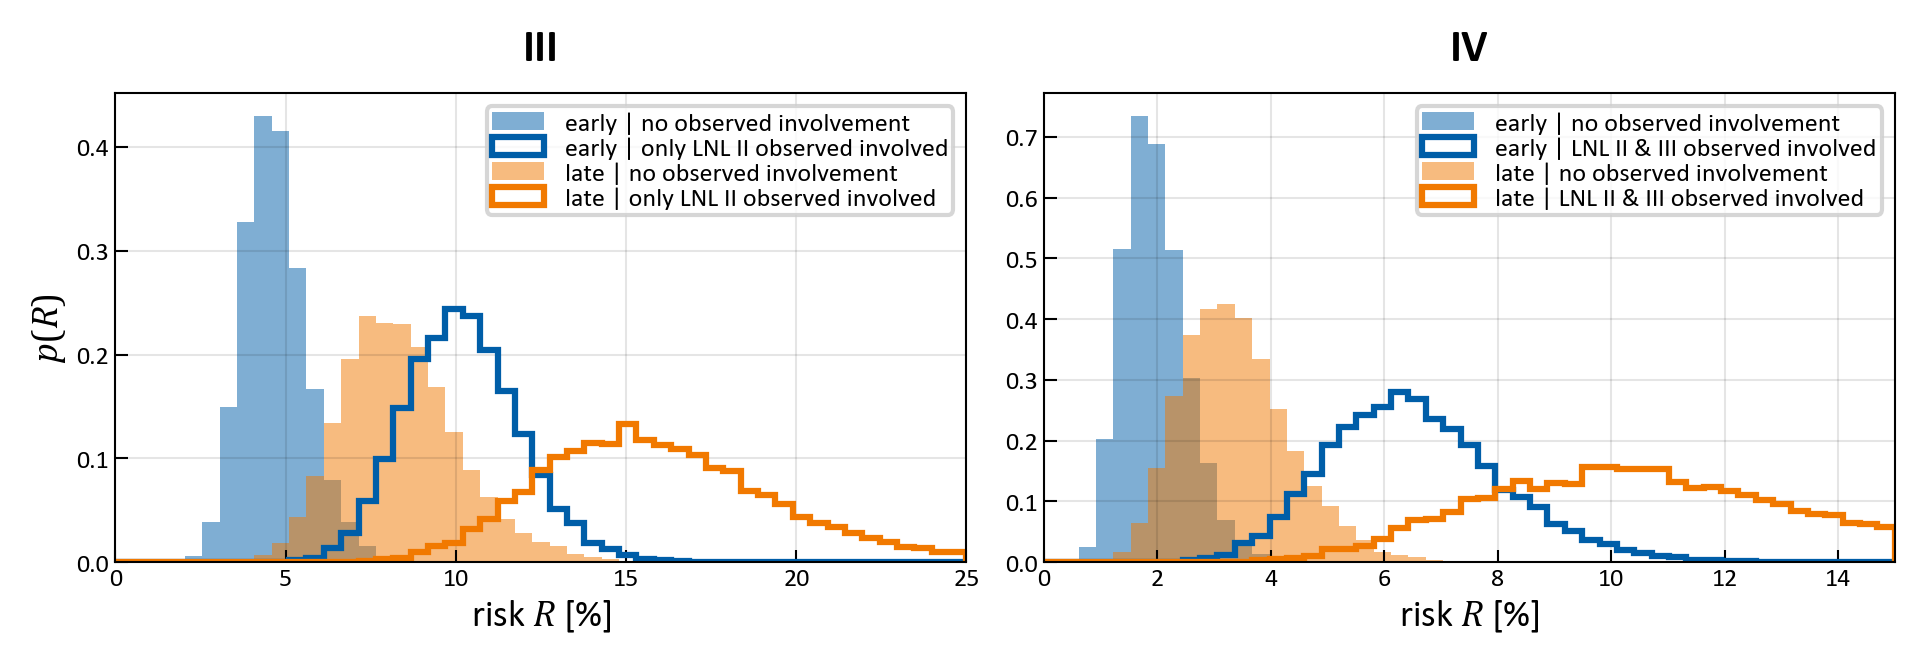 III
early | no observed involvement
early | only LNL II observed involved
late | no observed involvement
late | only LNL II observed involved
p(R)
0.4
0.3
0.2
0.1
0.0
0 5 10 15 20 25
risk R [%]
IV
early | no observed involvement
early | LNL II & III observed involved
late | no observed involvement
late | LNL II & III observed involved
0.7
0.6
0.5
0.4
0.3
0.2
0.1
0.0
0 2 4 6 8 10 12 14
risk R [%]